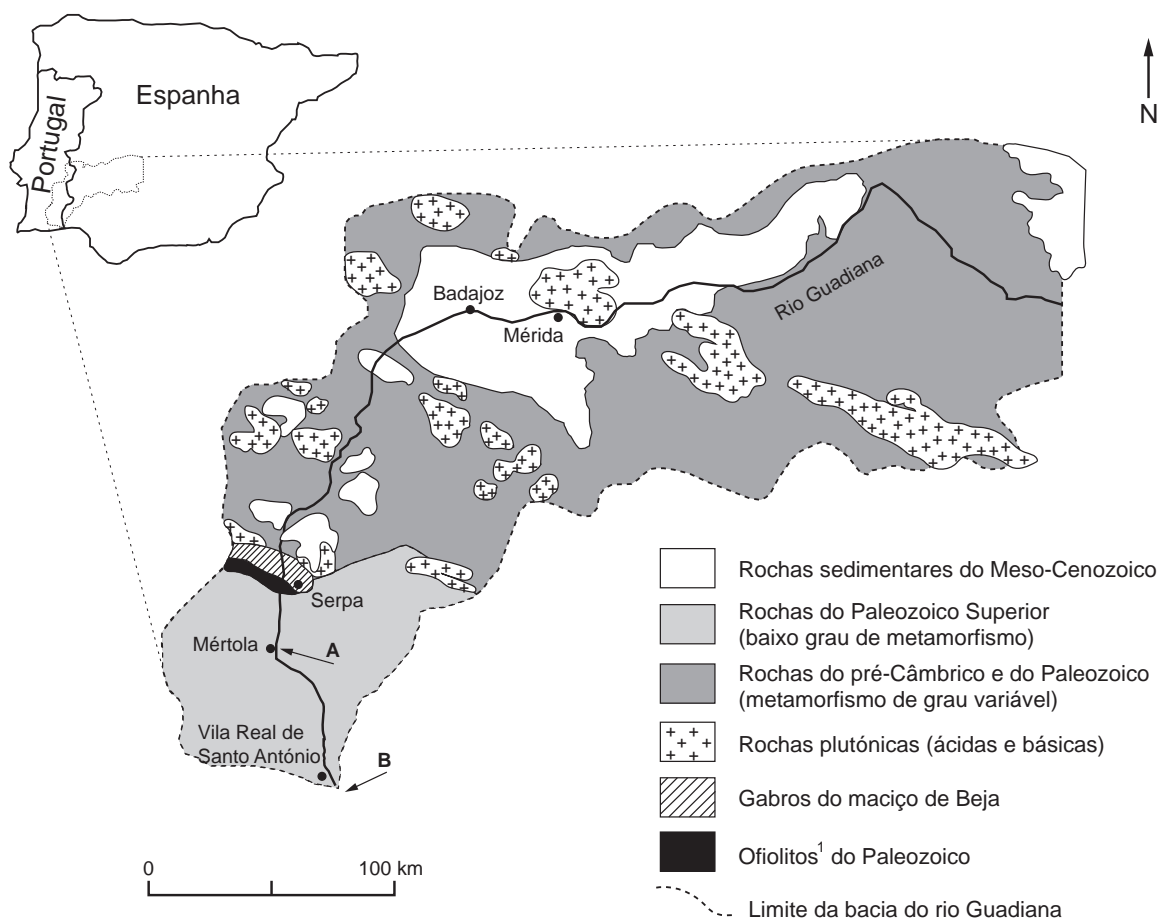 Espanha
Portugal
N
Badajoz
Mérida
Rio Guadiana
Serpa
Mértola
A
Vila Real de
Santo António
B
0
100 km
Rochas sedimentares do Meso-Cenozoico
Rochas do Paleozoico Superior
(baixo grau de metamorfismo)
Rochas do pré-Câmbrico e do Paleozoico
(metamorfismo de grau variável)
Rochas plutónicas (ácidas e básicas)
Gabros do maciço de Beja
Ofiolitos¹ do Paleozoico
Limite da bacia do rio Guadiana